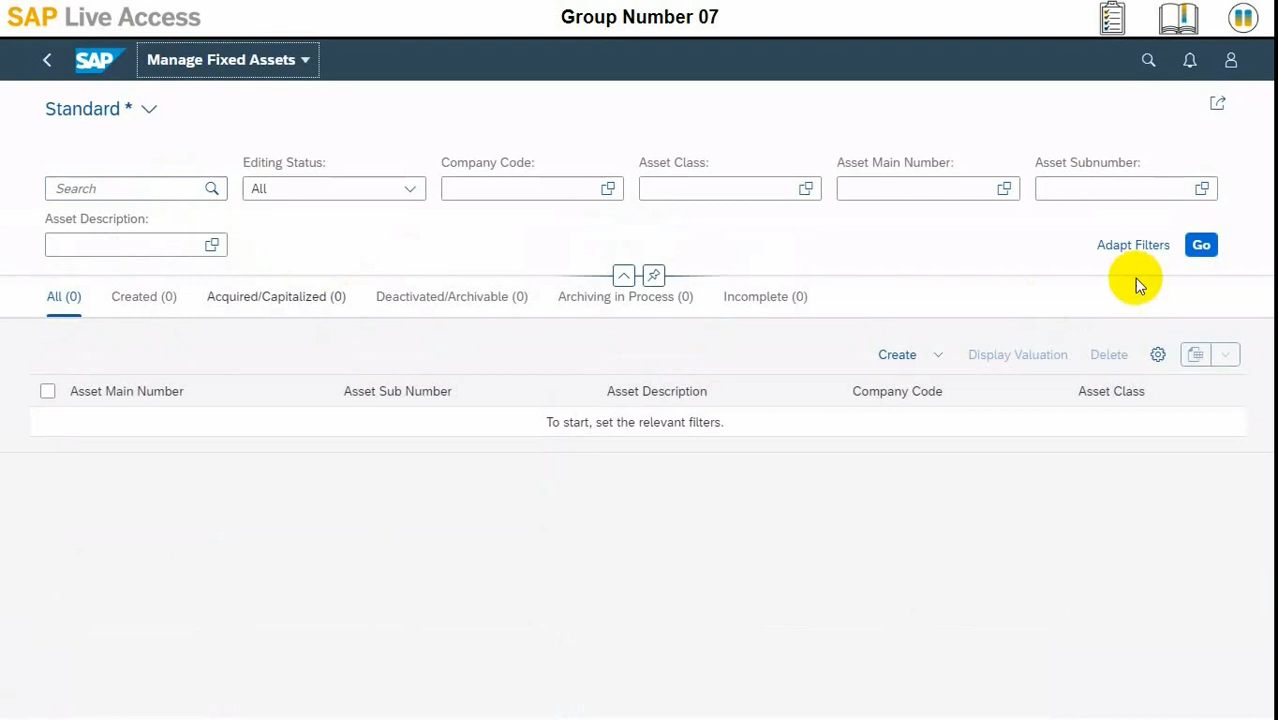 SAP Live Access
Group Number 07
SAP
Manage Fixed Assets
Standard *
Editing Status:
Company Code:
Asset Class:
Asset Main Number:
Asset Subnumber:
Search
All
Asset Description:
Adapt Filters
Go
All (0)
Created (0)
Acquired/Capitalized (0)
Deactivated/Archivable (0)
Archiving in Process (0)
Incomplete (0)
Create
Display Valuation
Delete
Asset Main Number
Asset Sub Number
Asset Description
Company Code
Asset Class
To start, set the relevant filters.